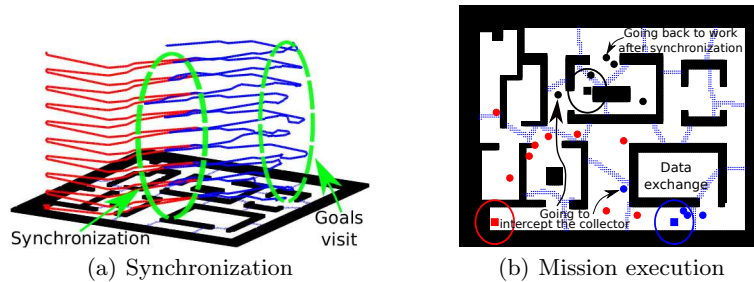 Synchronization
Goals
visit
(a) Synchronization
Going back to work
after synchronization
Data
exchange
Going to
intercept the collector
(b) Mission execution